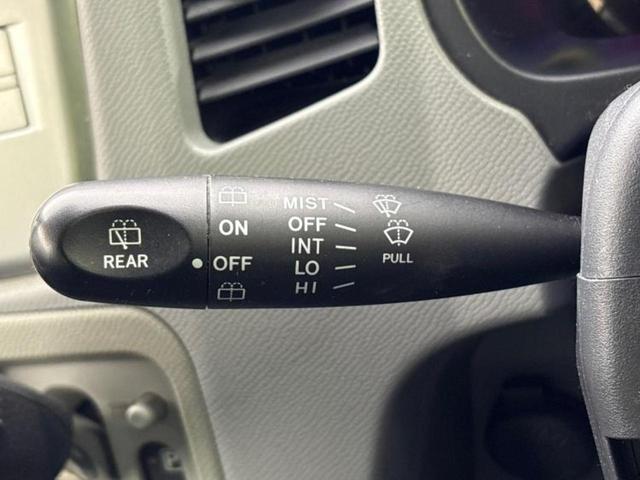 REAR
ON
OFF
MIST
OFF
INT
LO
HI
PULL